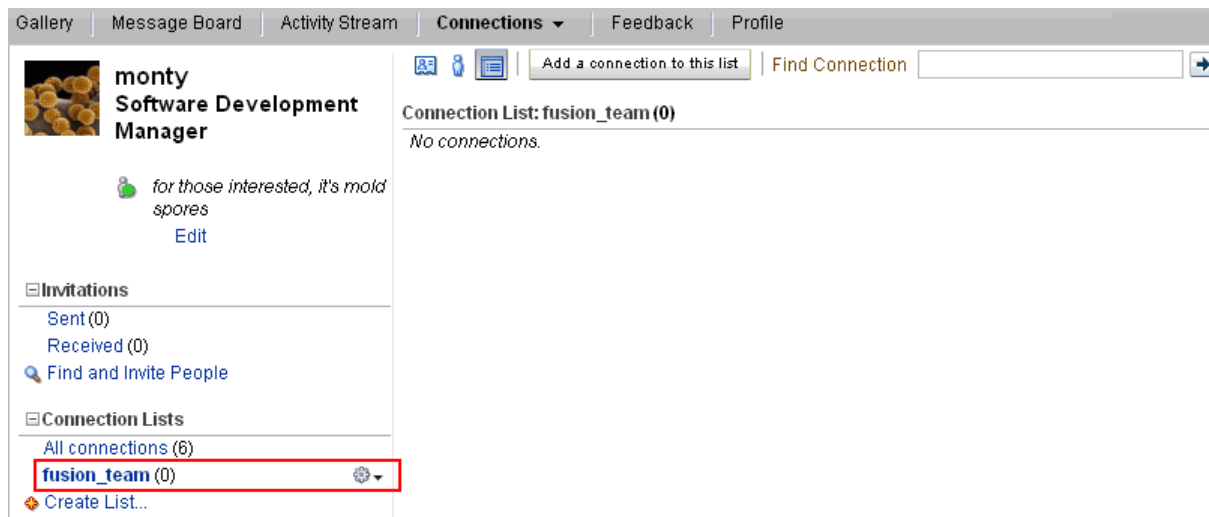 Gallery Message Board Activity Stream Connections Feedback Profile
monty
Software Development
Manager
for those interested, it's mold
spores
Edit
Invitations
Sent (0)
Received (0)
Find and Invite People
Connection Lists
All connections (6)
fusion_team (0)
Create List...
Add a connection to this list Find Connection
Connection List: fusion_team (0)
No connections.